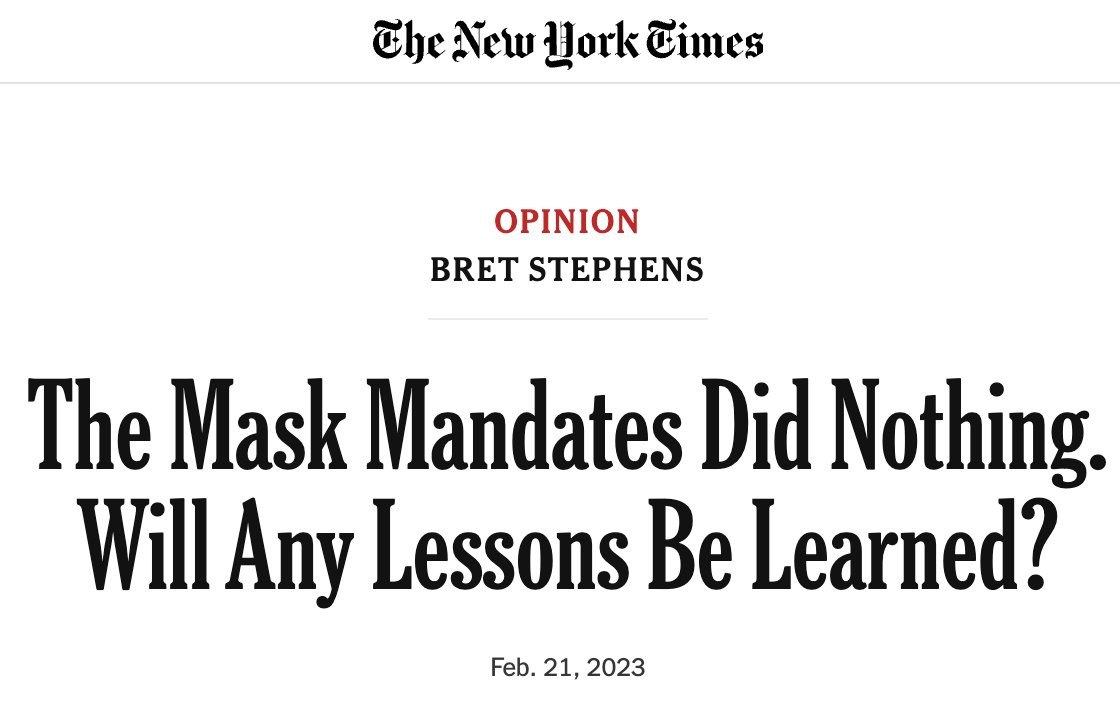 The New York Times
OPINION
BRET STEPHENS
The Mask Mandates Did Nothing.
Will Any Lessons Be Learned?
Feb. 21, 2023